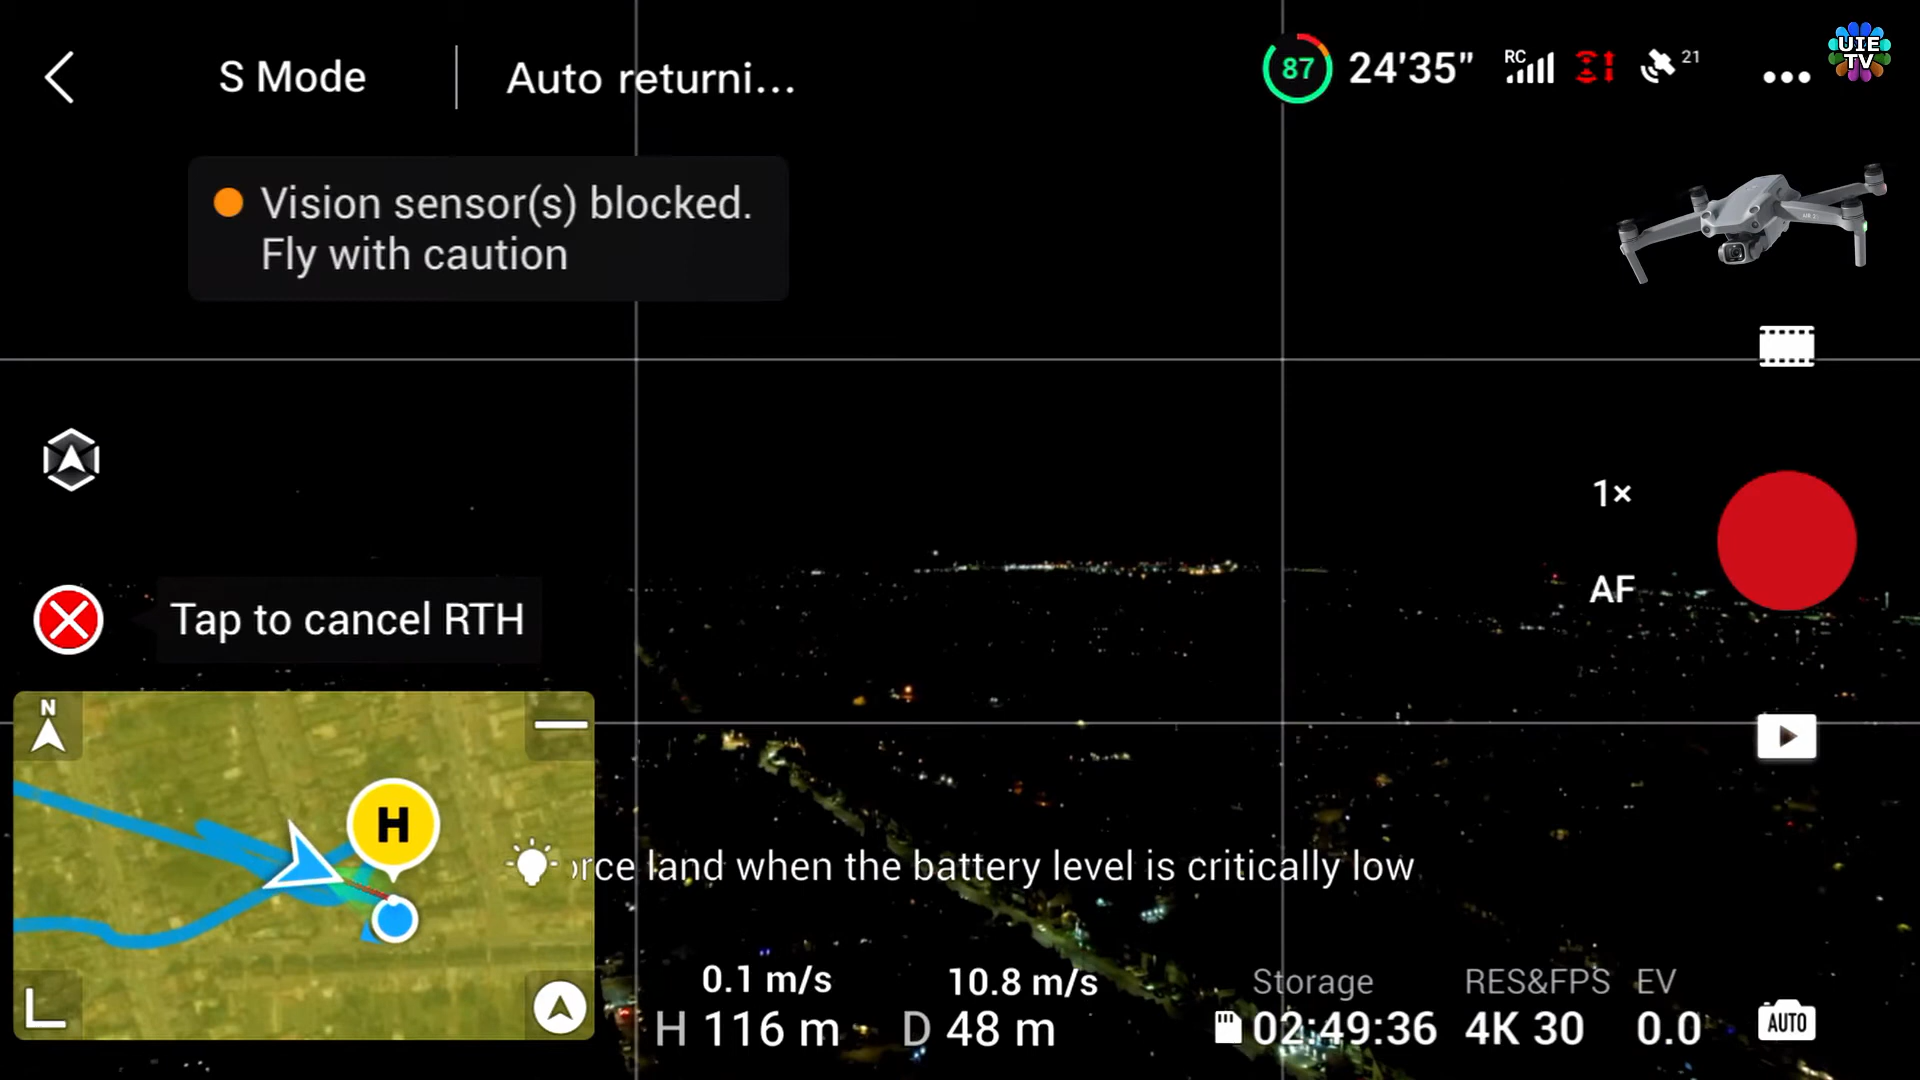 S Mode
Auto returni...
87
24'35"
RC
21
UIE
TV
Vision sensor(s) blocked.
Fly with caution
1×
AF
Tap to cancel RTH
N
H
rce land when the battery level is critically low
0.1 m/s
10.8 m/s
H 116 m
D 48 m
Storage
02:49:36
RES&FPS
4K 30
EV
0.0
AUTO